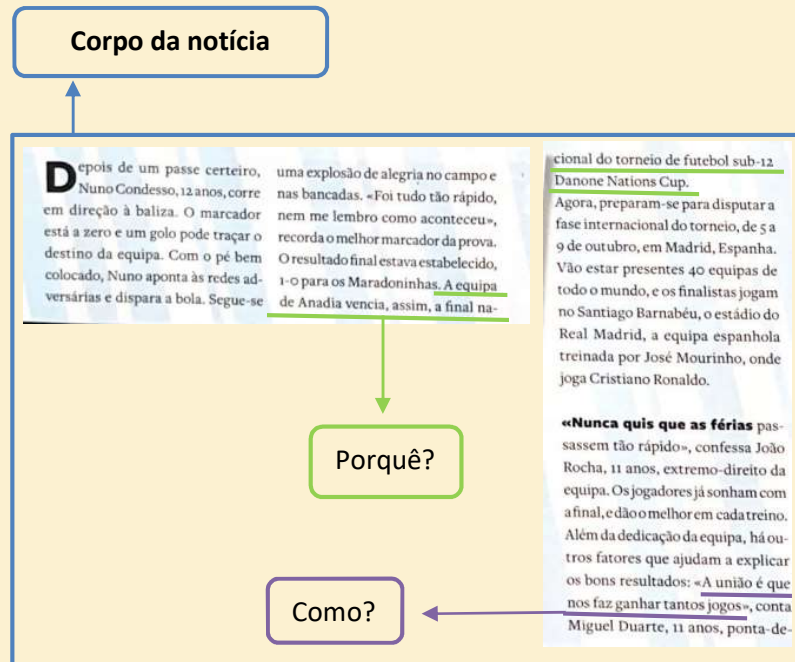 Corpo da notícia
Depois de um passe certeiro,
Nuno Condesso, 12 anos, corre
em direção à baliza. O marcador
está a zero e um golo pode traçar o
destino da equipa. Com o pé bem
colocado, Nuno aponta às redes ad-
versárias e dispara a bola. Segue-se
uma explosão de alegria no campo e
nas bancadas. «Foi tudo tão rápido,
nem me lembro como aconteceu»,
recorda o melhor marcador da prova.
O resultado final estava estabelecido,
1-0 para os Maradoninhas. A equipa
de Anadia vencia, assim, a final na-
cional do torneio de futebol sub-12
Danone Nations Cup.
Agora, preparam-se para disputar a
fase internacional do torneio, de 5 a
9 de outubro, em Madrid, Espanha.
Vão estar presentes 40 equipas de
todo o mundo, e os finalistas jogam
no Santiago Barnabéu, o estádio do
Real Madrid, a equipa espanhola
treinada por José Mourinho, onde
joga Cristiano Ronaldo.
«Nunca quis que as férias pas-
sassem tão rápido», confessa João
Rocha, 11 anos, extremo-direito da
equipa. Os jogadores já sonham com
a final, e dão o melhor em cada treino.
Além da dedicação da equipa, há ou-
tros fatores que ajudam a explicar
os bons resultados: «A união é que
nos faz ganhar tantos jogos», conta
Miguel Duarte, 11 anos, ponta-de-
Porquê?
Como?